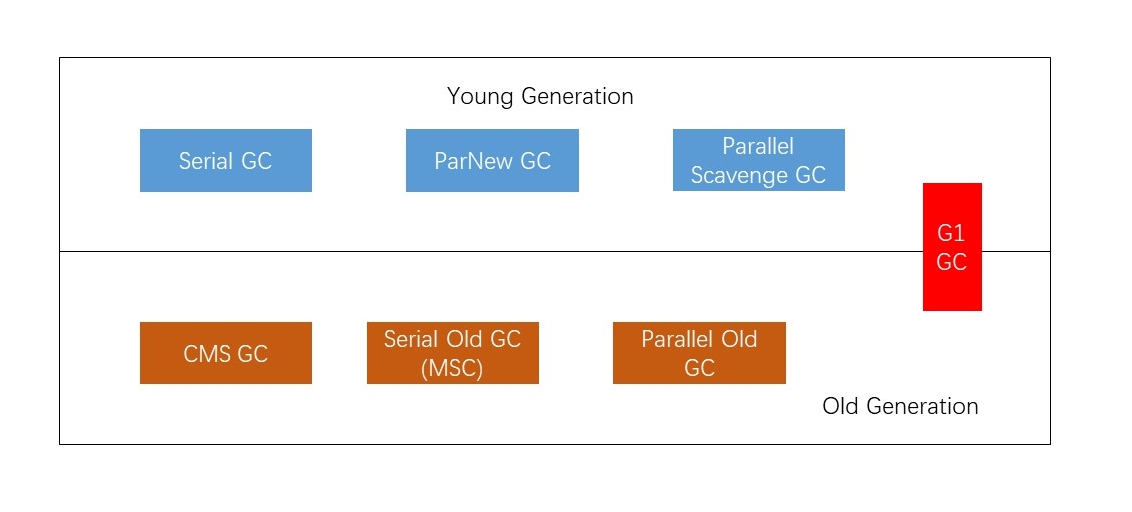 Young Generation
Serial GC
ParNew GC
Parallel
Scavenge GC
G1
GC
CMS GC
Serial Old GC
(MSC)
Parallel Old
GC
Old Generation